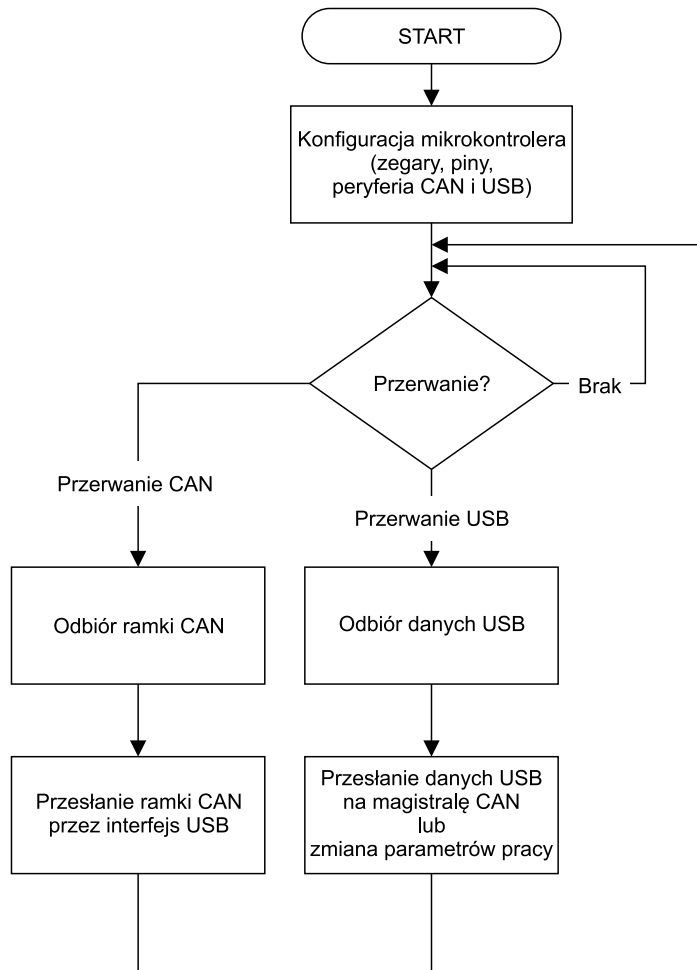 START
Konfiguracja mikrokontrolera
(zegary, piny,
peryferia CAN i USB)
Przerwanie?
Brak
Przerwanie CAN
Przerwanie USB
Odbiór ramki CAN
Odbiór danych USB
Przesłanie ramki CAN
przez interfejs USB
Przesłanie danych USB
na magistralę CAN
lub
zmiana parametrów pracy